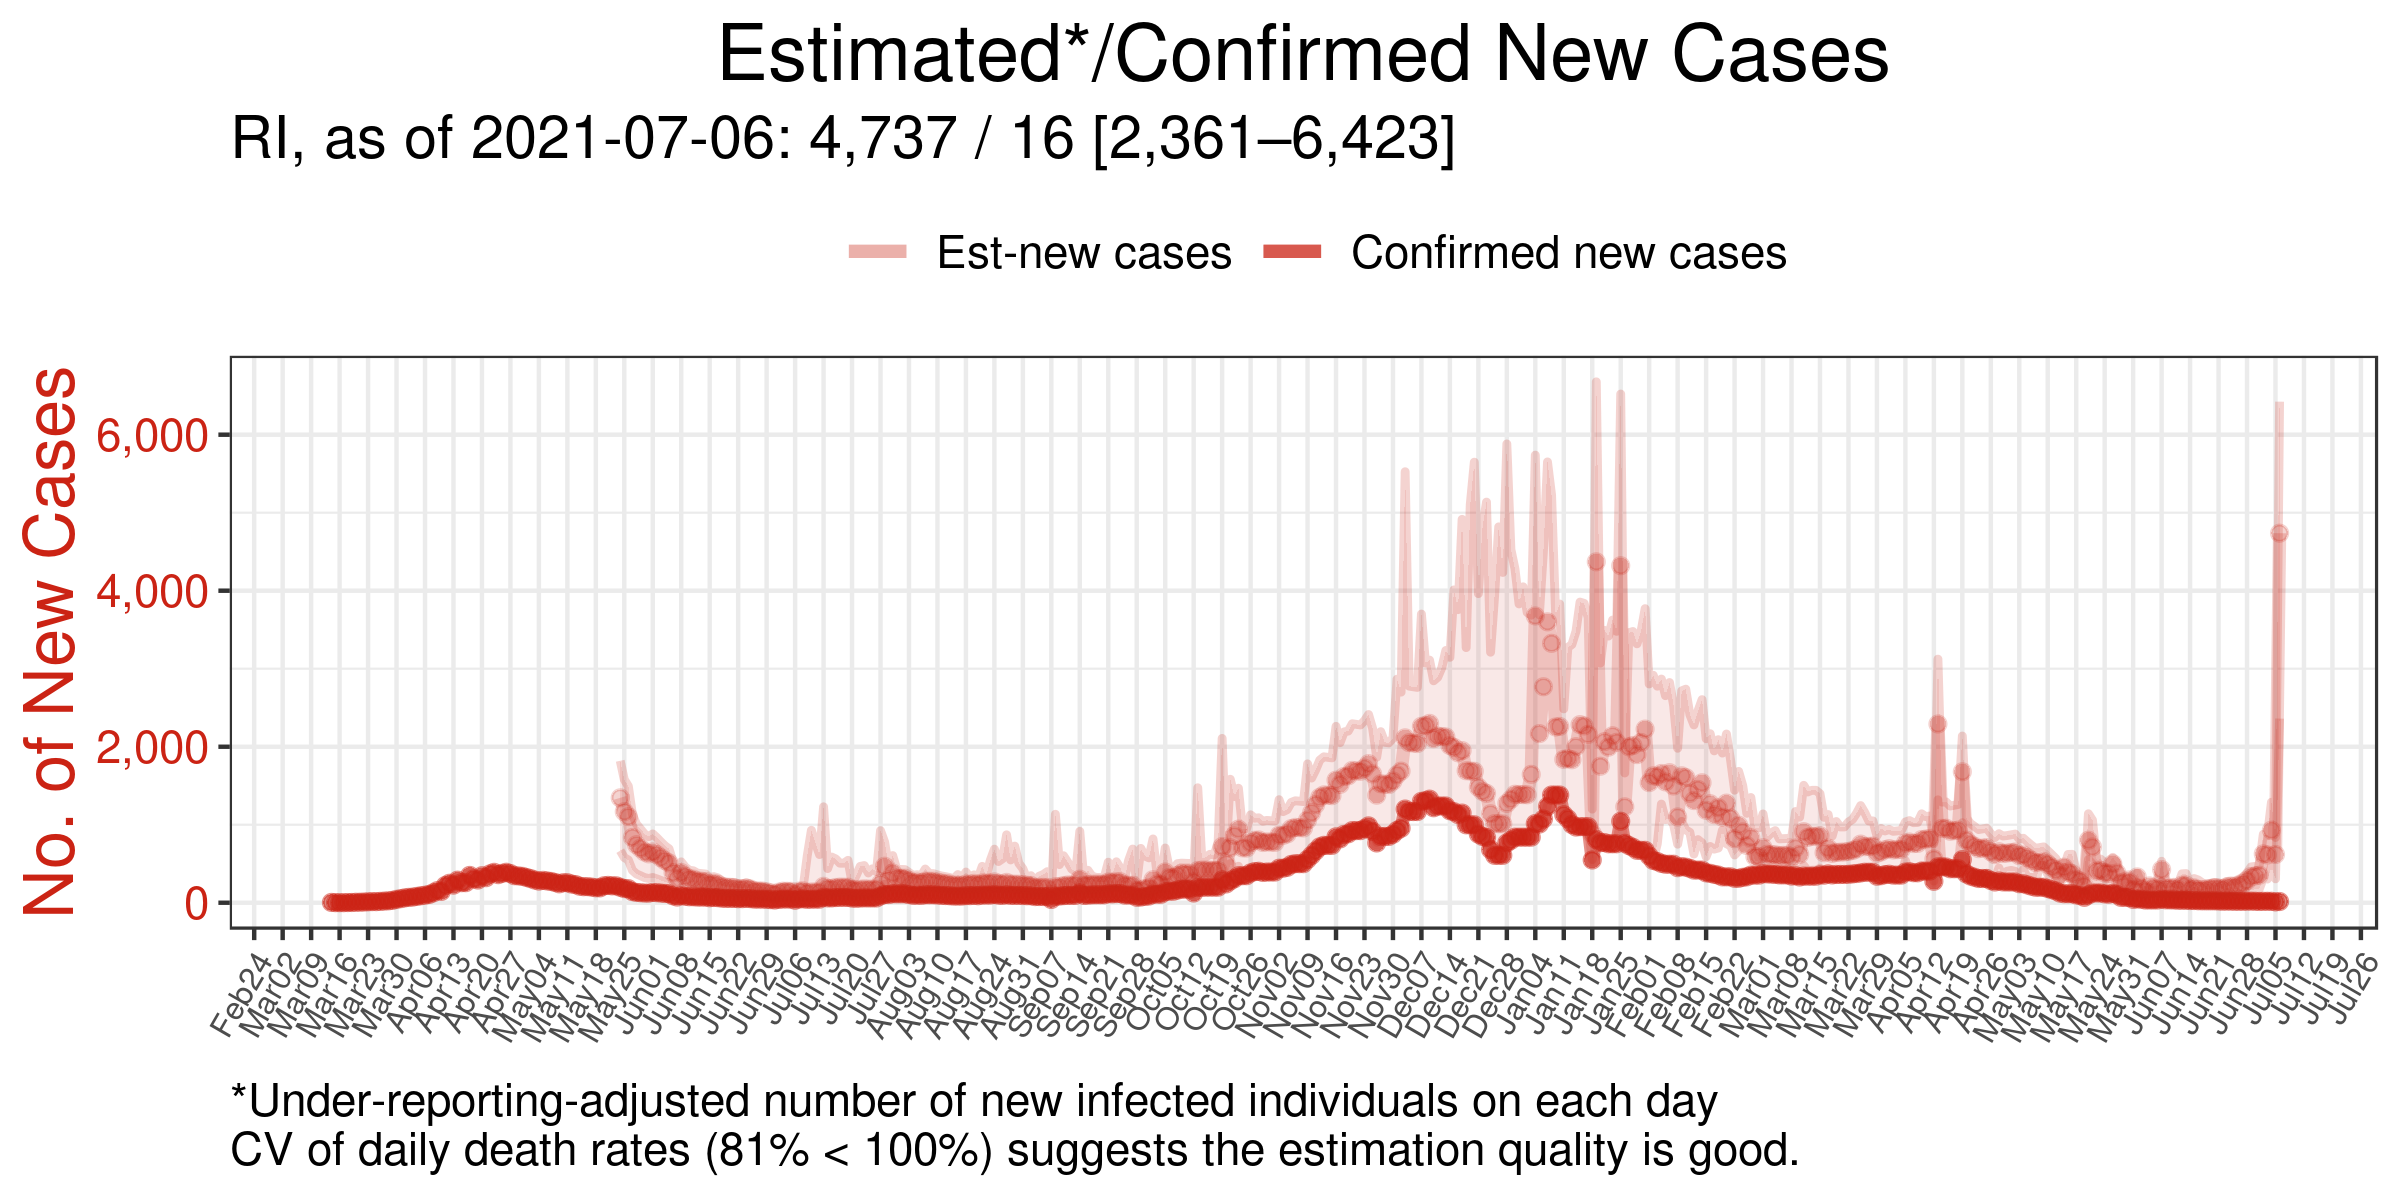 Estimated*/Confirmed New Cases
RI, as of 2021-07-06: 4,737 / 16 [2,361–6,423]
Est-new cases
Confirmed new cases
No. of New Cases
6,000
4,000
2,000
0
Feb24
Mar02
Mar09
Mar16
Mar23
Mar30
Apr06
Apr13
Apr20
Apr27
May04
May11
May18
May25
Jun01
Jun08
Jun15
Jun22
Jun29
Jul06
Jul13
Jul20
Jul27
Aug03
Aug10
Aug17
Aug24
Aug31
Sep07
Sep14
Sep21
Sep28
Oct05
Oct12
Oct19
Oct26
Nov02
Nov09
Nov16
Nov23
Nov30
Dec07
Dec14
Dec21
Dec28
Jan04
Jan11
Jan18
Jan25
Feb01
Feb08
Feb15
Feb22
Mar01
Mar08
Mar15
Mar22
Mar29
Apr05
Apr12
Apr19
Apr26
May03
May10
May17
May24
May31
Jun07
Jun14
Jun21
Jun28
Jul05
Jul12
Jul19
Jul26
*Under-reporting-adjusted number of new infected individuals on each day
CV of daily death rates (81% < 100%) suggests the estimation quality is good.